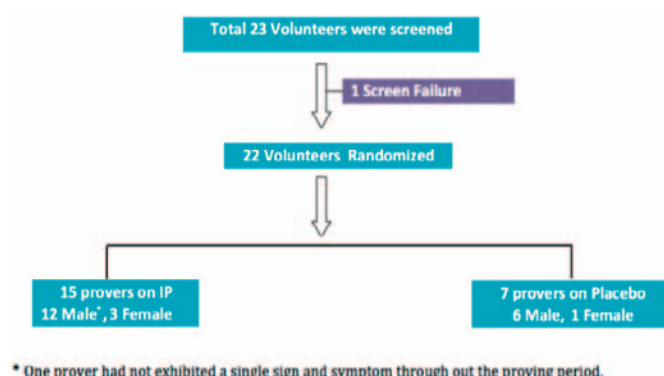 Total 23 Volunteers were screened
1 Screen Failure
22 Volunteers Randomized
15 provers on IP
12 Male*, 3 Female
7 provers on Placebo
6 Male, 1 Female
* One prover had not exhibited a single sign and symptom through out the proving period.